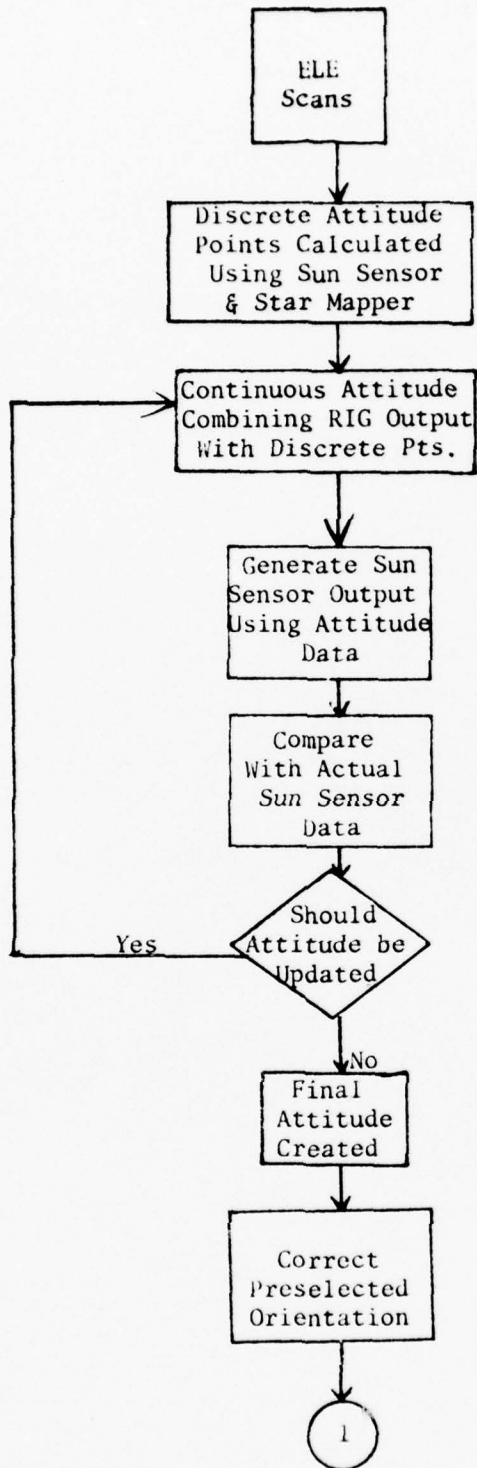 ELE
Scans
Discrete Attitude
Points Calculated
Using Sun Sensor
& Star Mapper
Continuous Attitude
Combining RIG Output
With Discrete Pts.
Generate Sun
Sensor Output
Using Attitude
Data
Compare
With Actual
Sun Sensor
Data
Should
Attitude be
Updated
Yes
No
Final
Attitude
Created
Correct
Preselected
Orientation
1